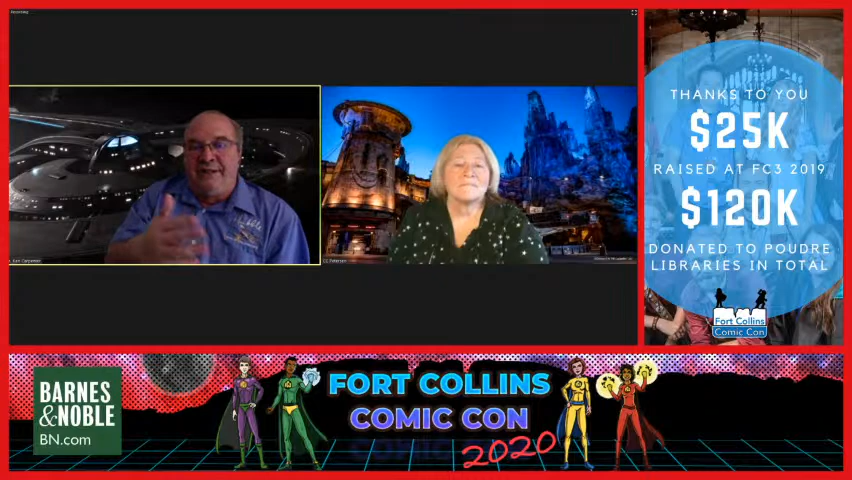 THANKS TO YOU
$25K
RAISED AT FC3 2019
$120K
DONATED TO POUDRE
LIBRARIES IN TOTAL
Fort Collins
Comic Con
BARNES
&NOBLE
BN.com
FORT COLLINS
COMIC CON
2020